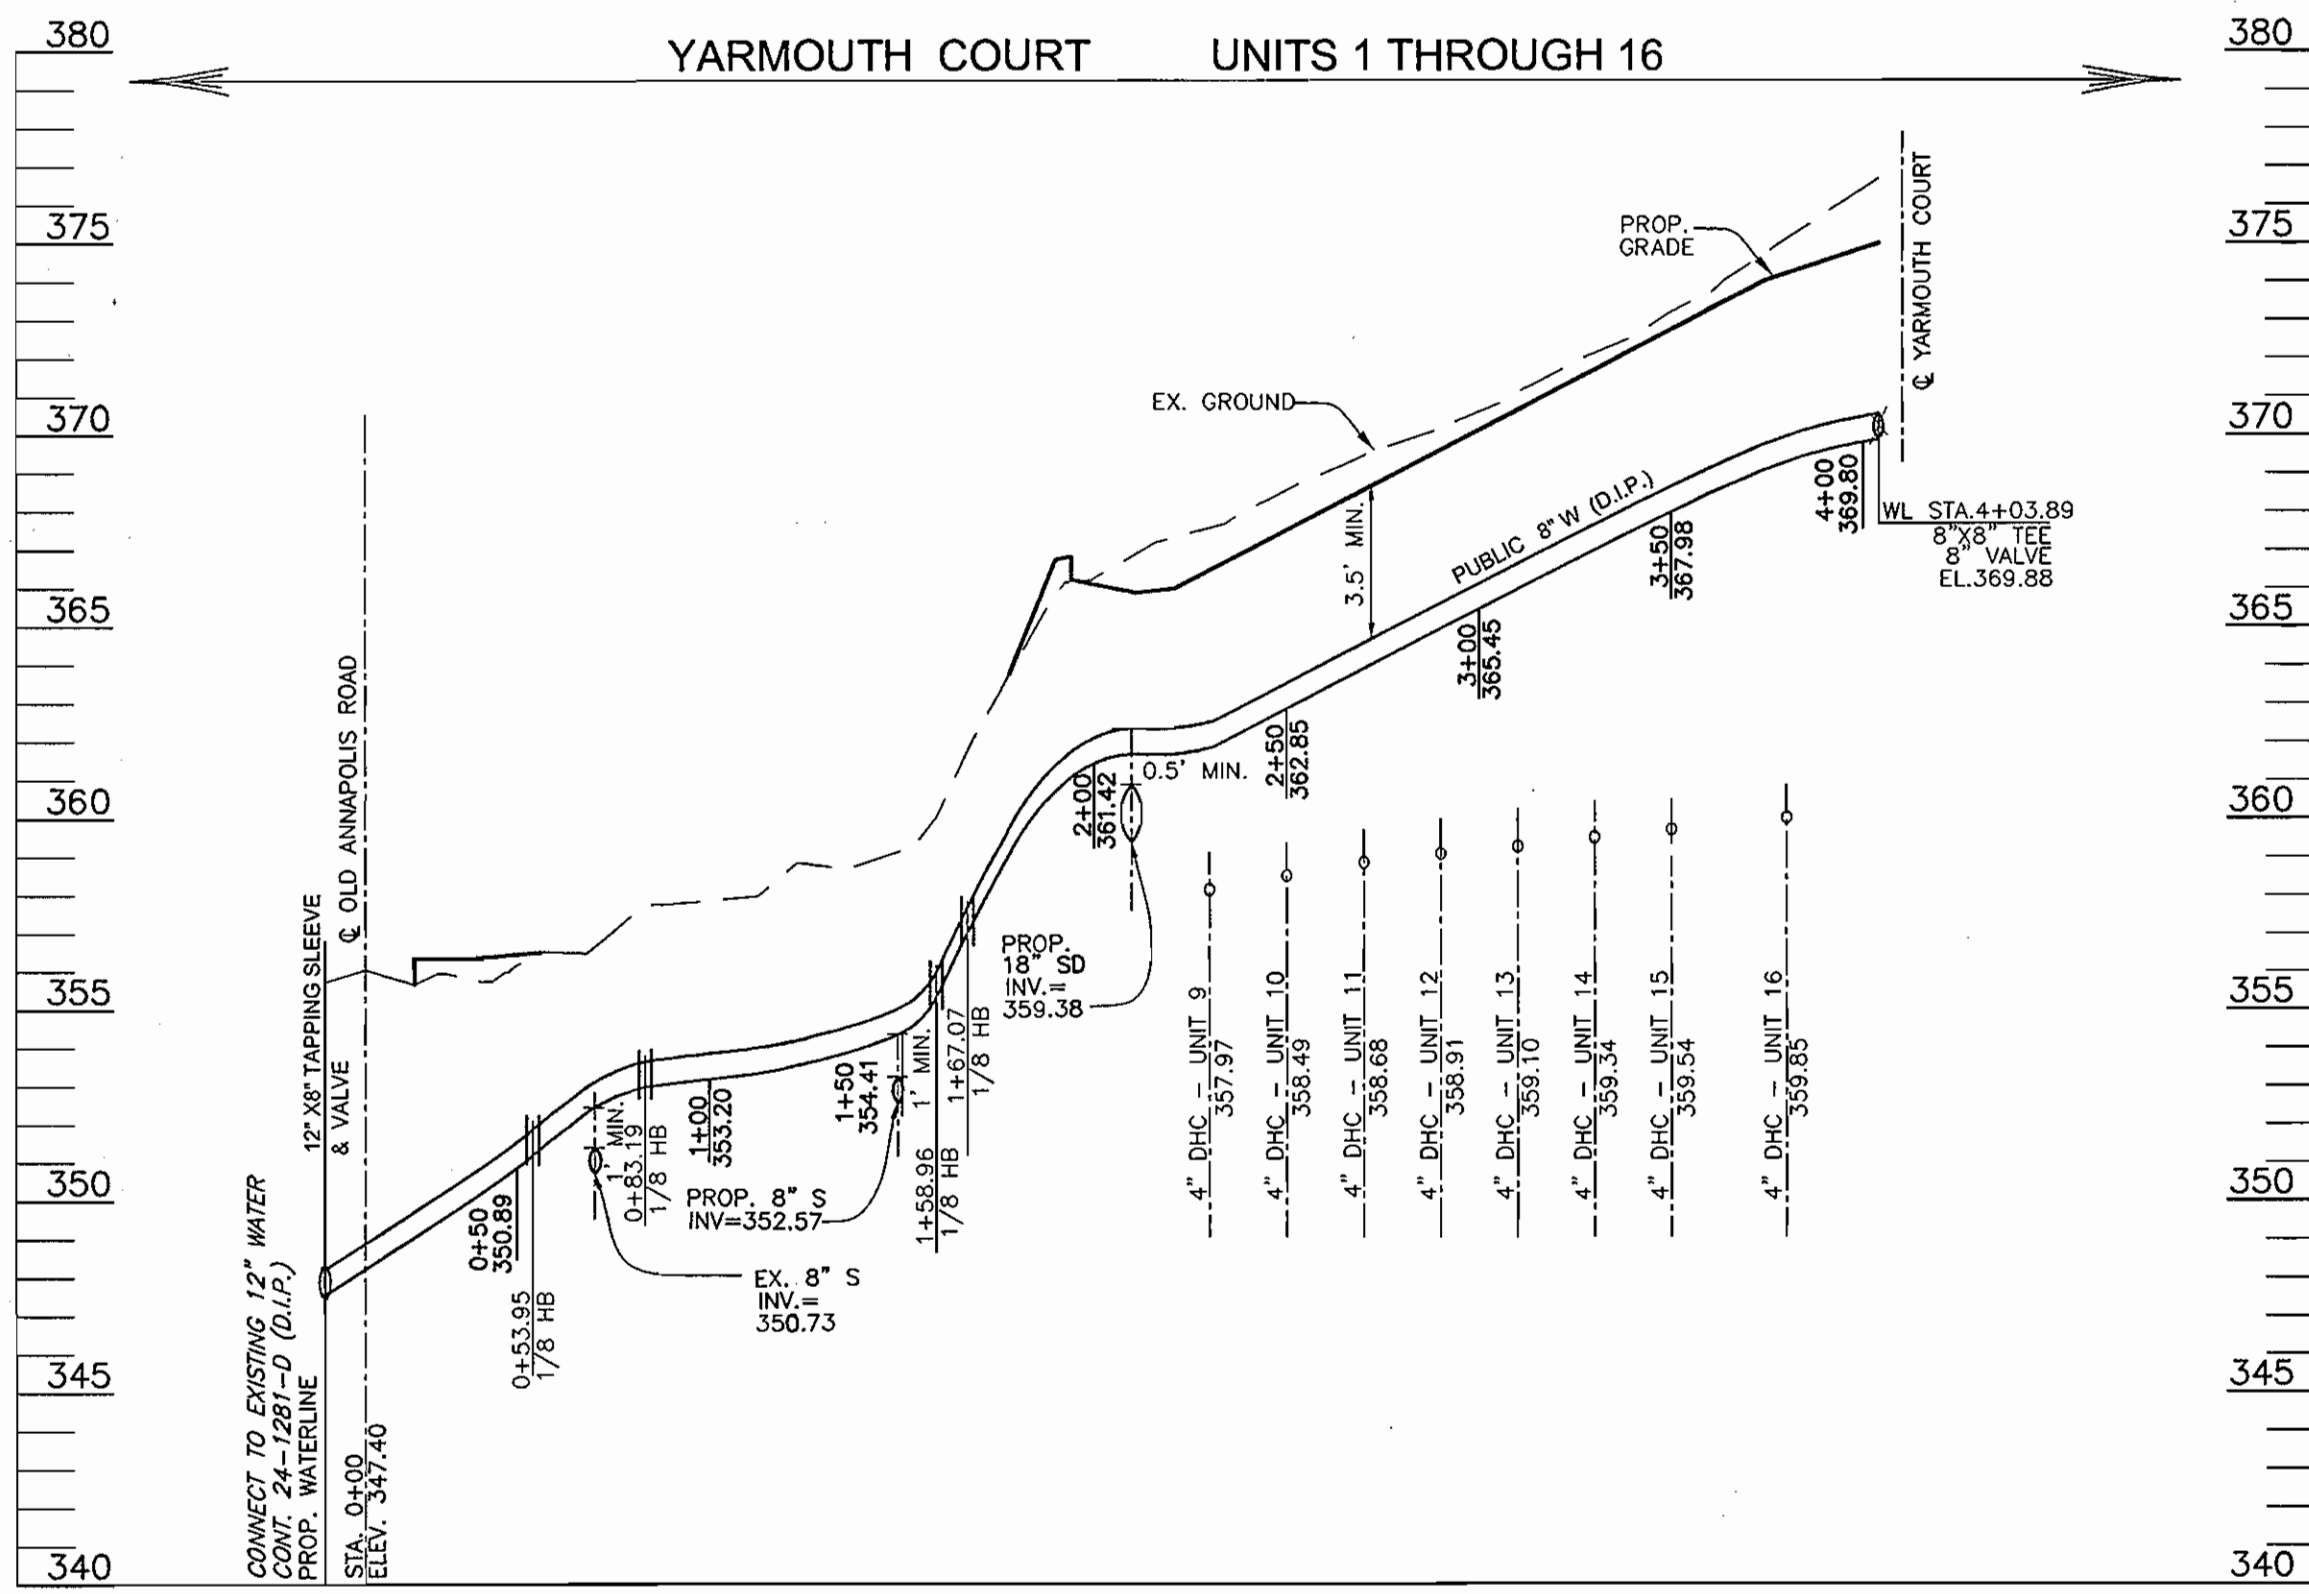 YARMOUTH COURT UNITS 1 THROUGH 16
380
375
370
365
360
355
350
345
340
380
375
370
365
360
355
350
345
340
CONNECT TO EXISTING 12" WATER
CONT. 24-1281-D (D.I.P.)
PROP. WATERLINE
12" X8" TAPPING SLEEVE
& VALVE
STA. 0+00
ELEV. 347.40
℄ OLD ANNAPOLIS ROAD
0+50
350.89
0+53.95
1/8 HB
1' MIN.
0+83.19
1/8 HB
EX. 8" S
INV.=
350.73
1+00
353.20
PROP. 8" S
INV=352.57
1+50
354.41
1' MIN.
1+58.96
1/8 HB
1+67.07
1/8 HB
PROP.
18" SD
INV.=
359.38
2+00
361.42
0.5' MIN.
2+50
362.85
EX. GROUND
3.5' MIN.
PUBLIC 8" W (D.I.P.)
3+00
365.45
3+50
367.98
PROP.
GRADE
4+00
369.80
WL STA.4+03.89
8"X8" TEE
8" VALVE
EL.369.88
℄ YARMOUTH COURT
4" DHC - UNIT 9
357.97
4" DHC - UNIT 10
358.49
4" DHC - UNIT 11
358.68
4" DHC - UNIT 12
358.91
4" DHC - UNIT 13
359.10
4" DHC - UNIT 14
359.34
4" DHC - UNIT 15
359.54
4" DHC - UNIT 16
359.85